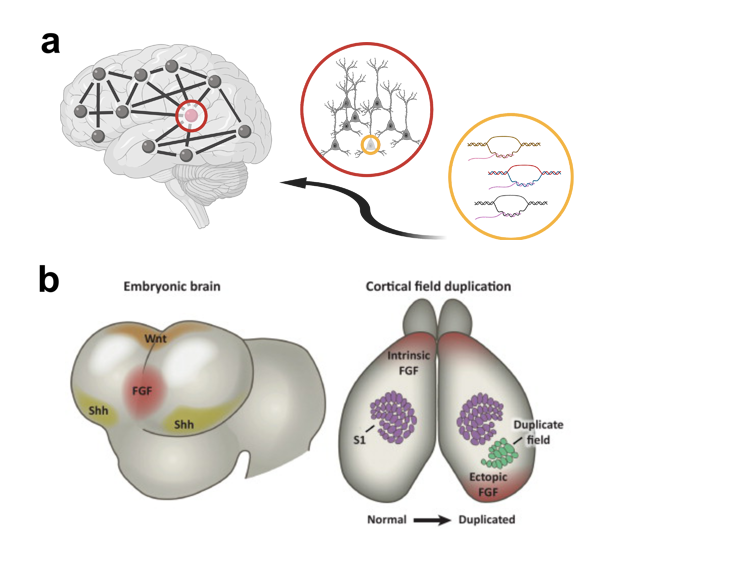 a
b
Embryonic brain
Cortical field duplication
Wnt
FGF
Shh
Shh
Intrinsic
FGF
S1
Duplicate
field
Ectopic
FGF
Normal
Duplicated